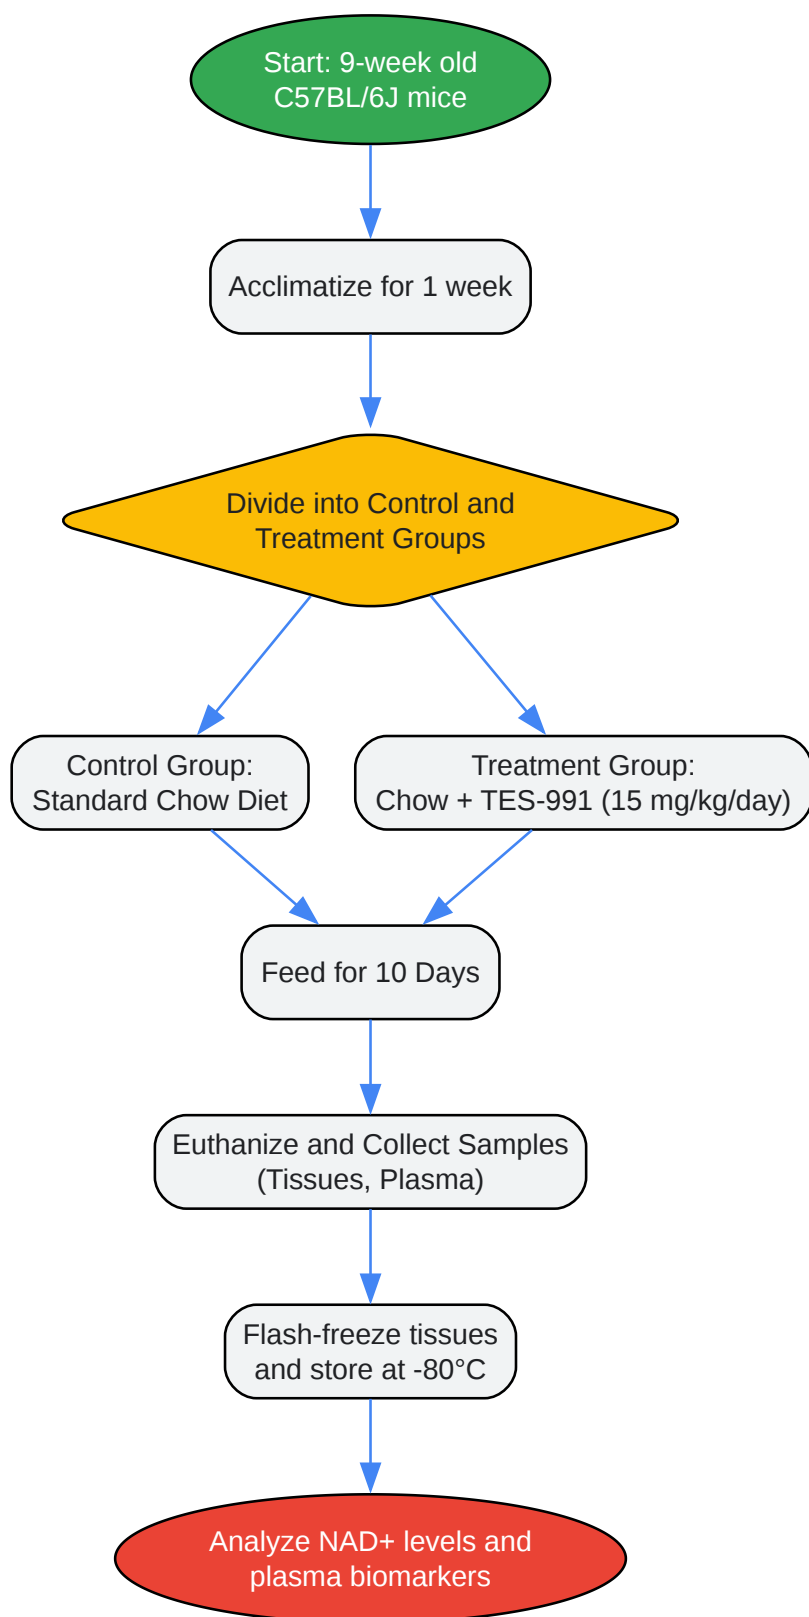 Start: 9-week old
C57BL/6J mice
Acclimatize for 1 week
Divide into Control and
Treatment Groups
Control Group:
Standard Chow Diet
Treatment Group:
Chow + TES-991 (15 mg/kg/day)
Feed for 10 Days
Euthanize and Collect Samples
(Tissues, Plasma)
Flash-freeze tissues
and store at -80°C
Analyze NAD+ levels and
plasma biomarkers